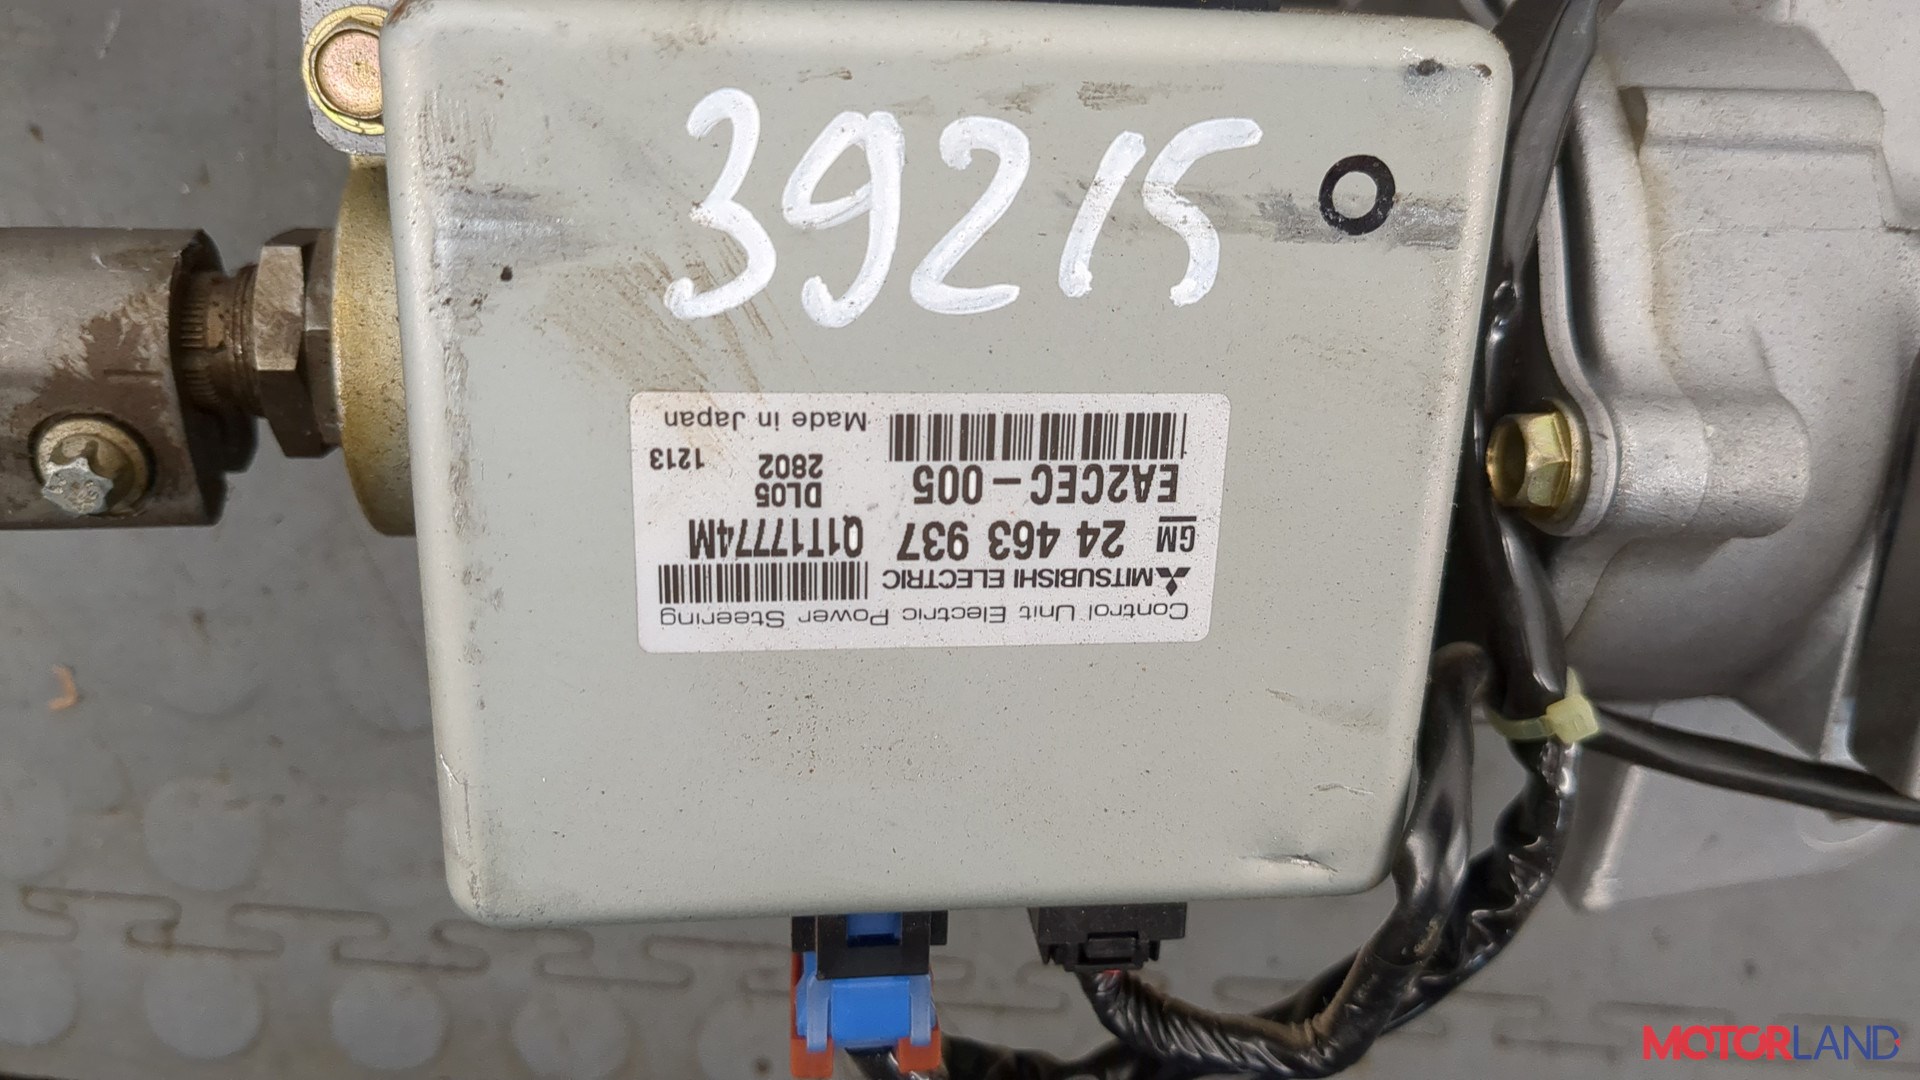 39215
Control Unit Electric Power Steering
MITSUBISHI ELECTRIC
GM 24 463 937 Q1T17774M
EA2CEC-005 DL05
2802 1213
Made in Japan
MOTORLAND